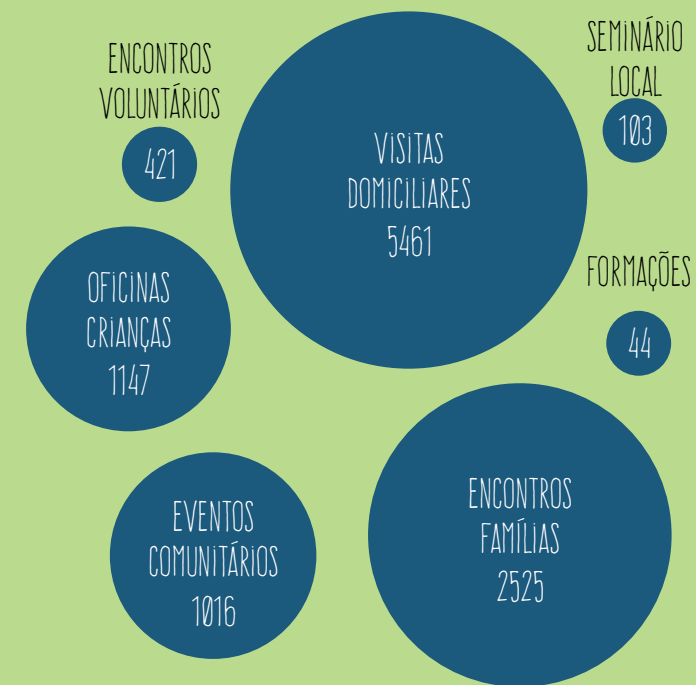 ENCONTROS
VOLUNTÁRIOS
421
VISITAS
DOMICILIARES
5461
SEMINÁRIO
LOCAL
103
OFICINAS
CRIANÇAS
1147
FORMAÇÕES
44
EVENTOS
COMUNITÁRIOS
1016
ENCONTROS
FAMÍLIAS
2525